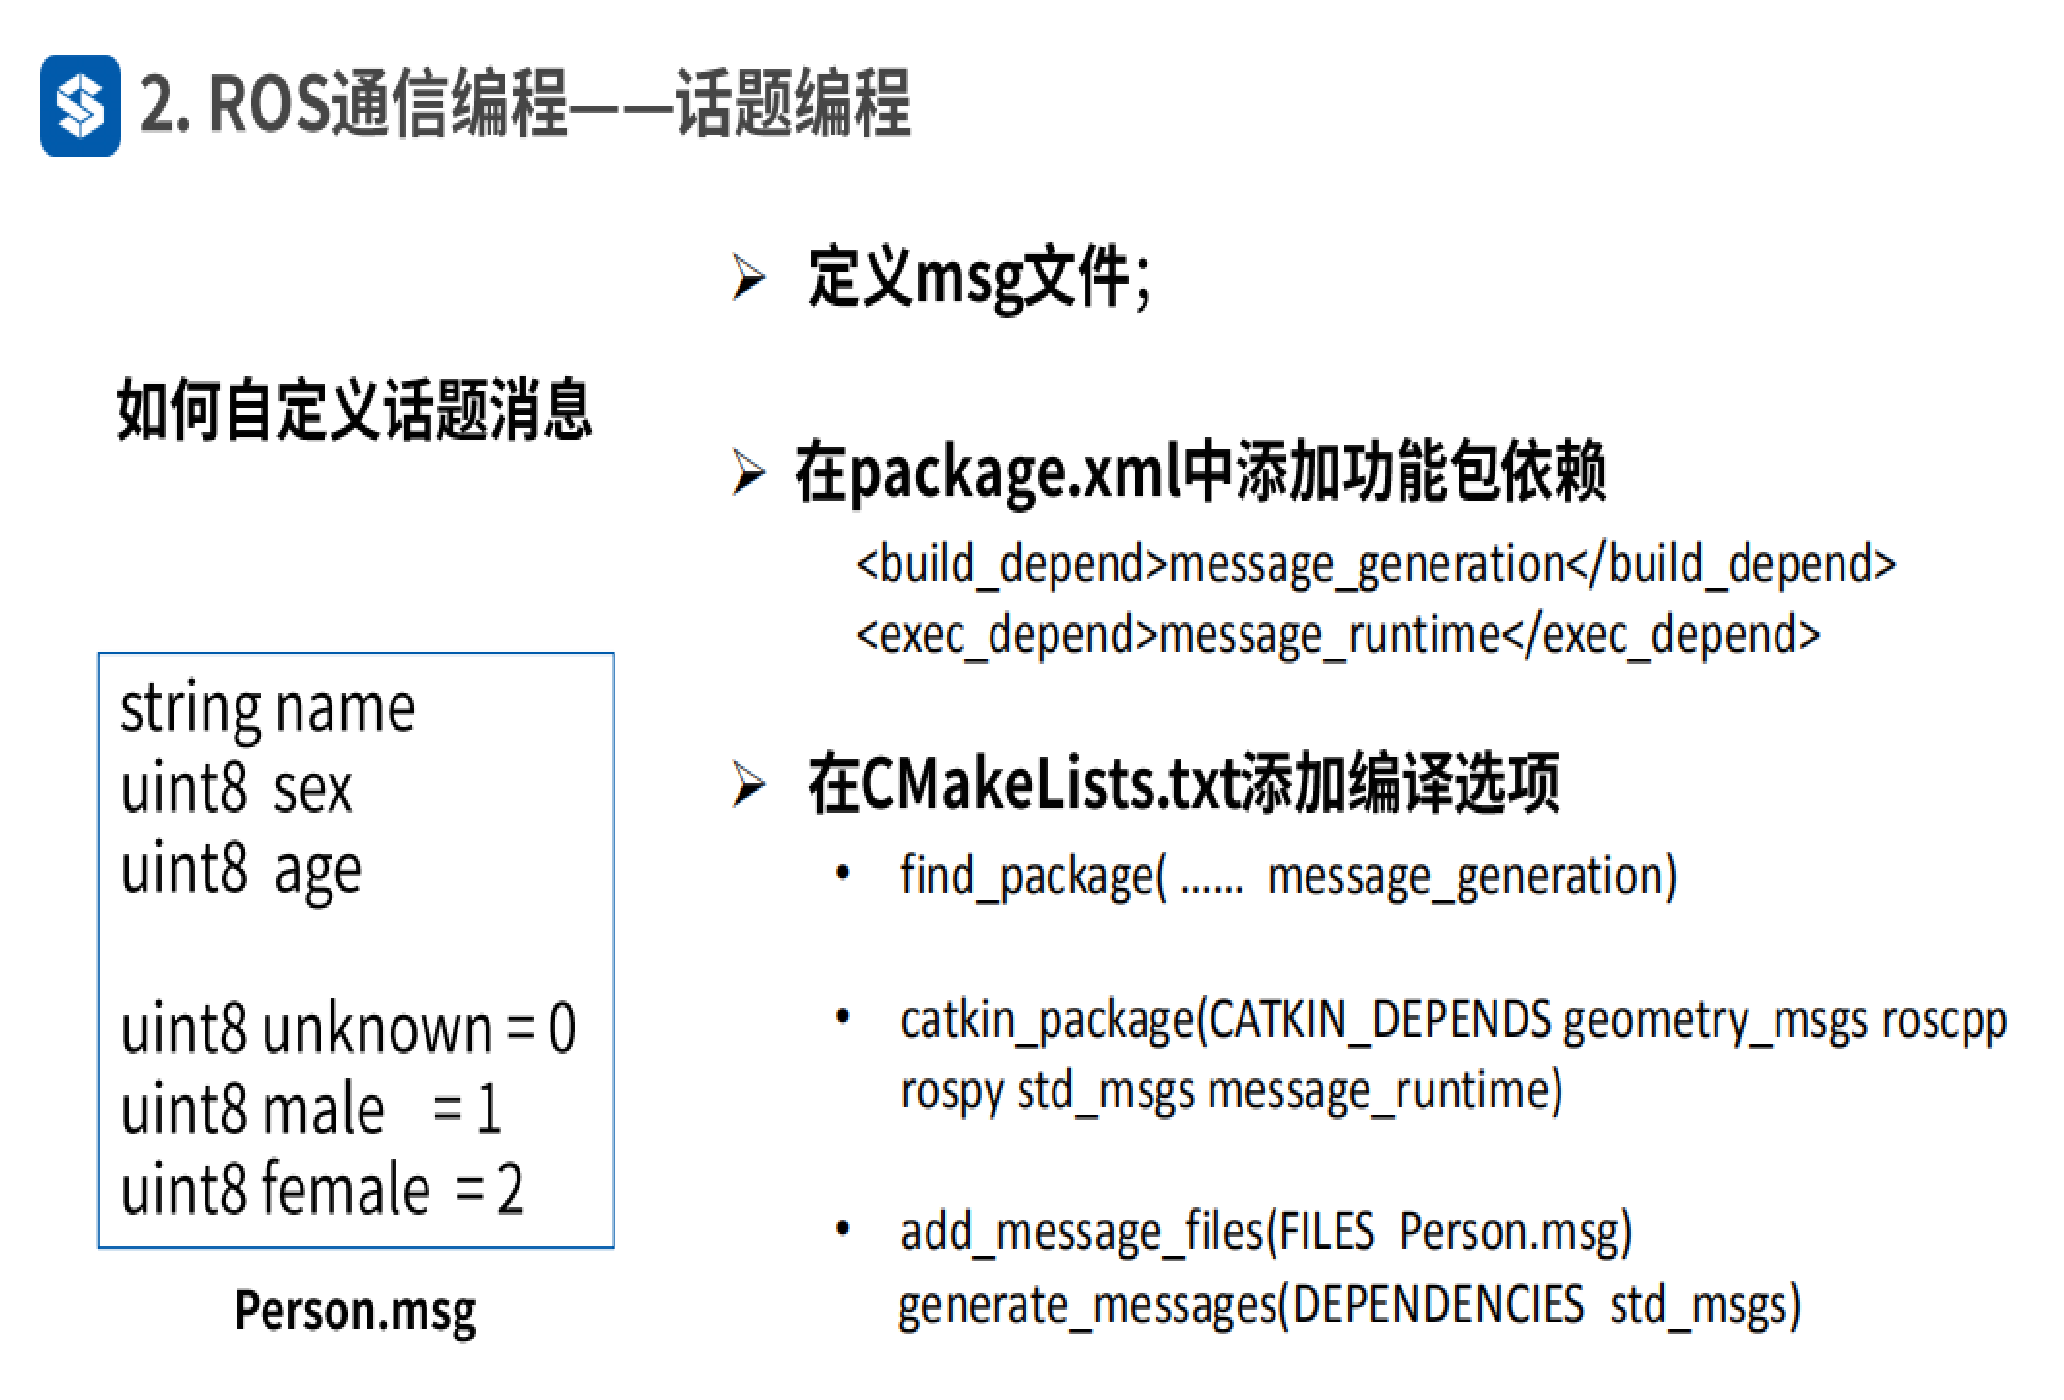 2. ROS通信编程——话题编程
如何自定义话题消息
string name
uint8 sex
uint8 age
uint8 unknown = 0
uint8 male = 1
uint8 female = 2
Person.msg
➢ 定义msg文件；
➢ 在package.xml中添加功能包依赖
<build_depend>message_generation</build_depend>
<exec_depend>message_runtime</exec_depend>
➢ 在CMakeLists.txt添加编译选项
• find_package( …… message_generation)
• catkin_package(CATKIN_DEPENDS geometry_msgs roscpp
rospy std_msgs message_runtime)
• add_message_files(FILES Person.msg)
generate_messages(DEPENDENCIES std_msgs)